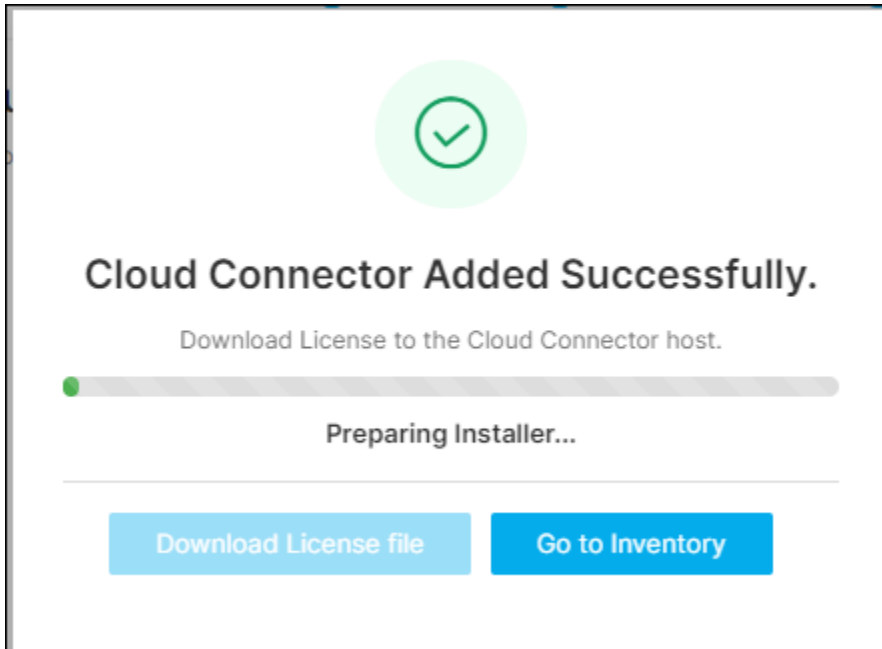 Cloud Connector Added Successfully.
Download License to the Cloud Connector host.
Preparing Installer...
Download License file
Go to Inventory